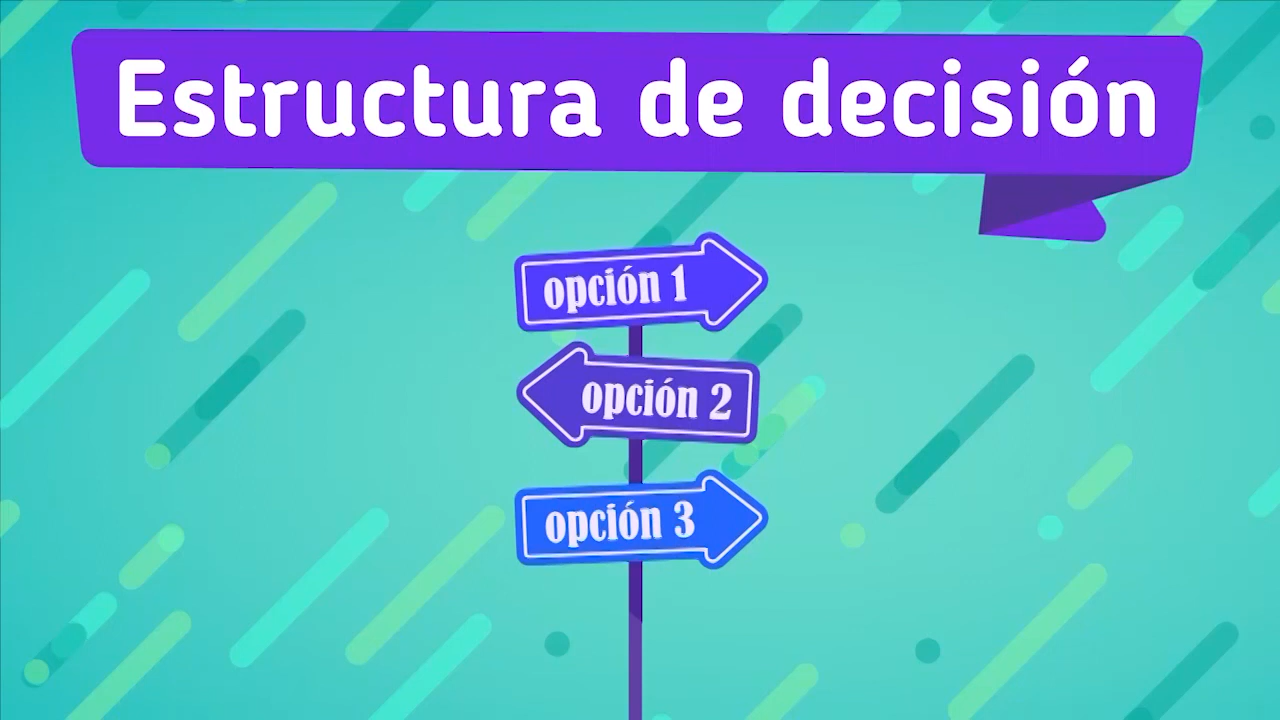 Estructura de decisión
opción 1
opción 2
opción 3